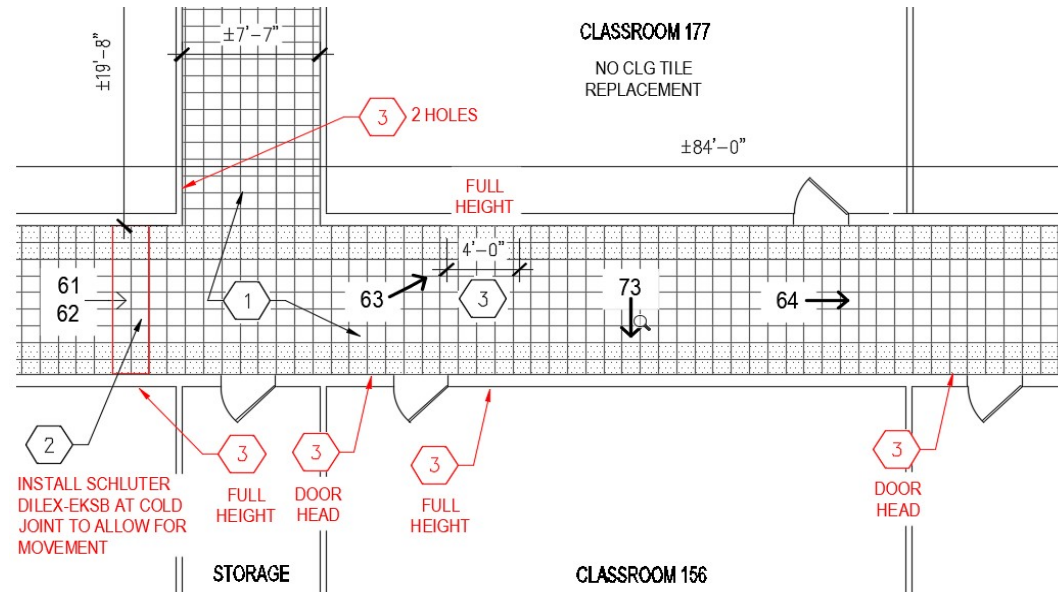 ±19'-8"
±7'-7"
CLASSROOM 177
NO CLG TILE
REPLACEMENT
3 2 HOLES
±84'-0"
FULL
HEIGHT
4'-0"
61
62
1
63
3
73
64
2
INSTALL SCHLUTER
DILEX-EKSB AT COLD
JOINT TO ALLOW FOR
MOVEMENT
3
FULL
HEIGHT
3
DOOR
HEAD
3
FULL
HEIGHT
3
DOOR
HEAD
STORAGE
CLASSROOM 156